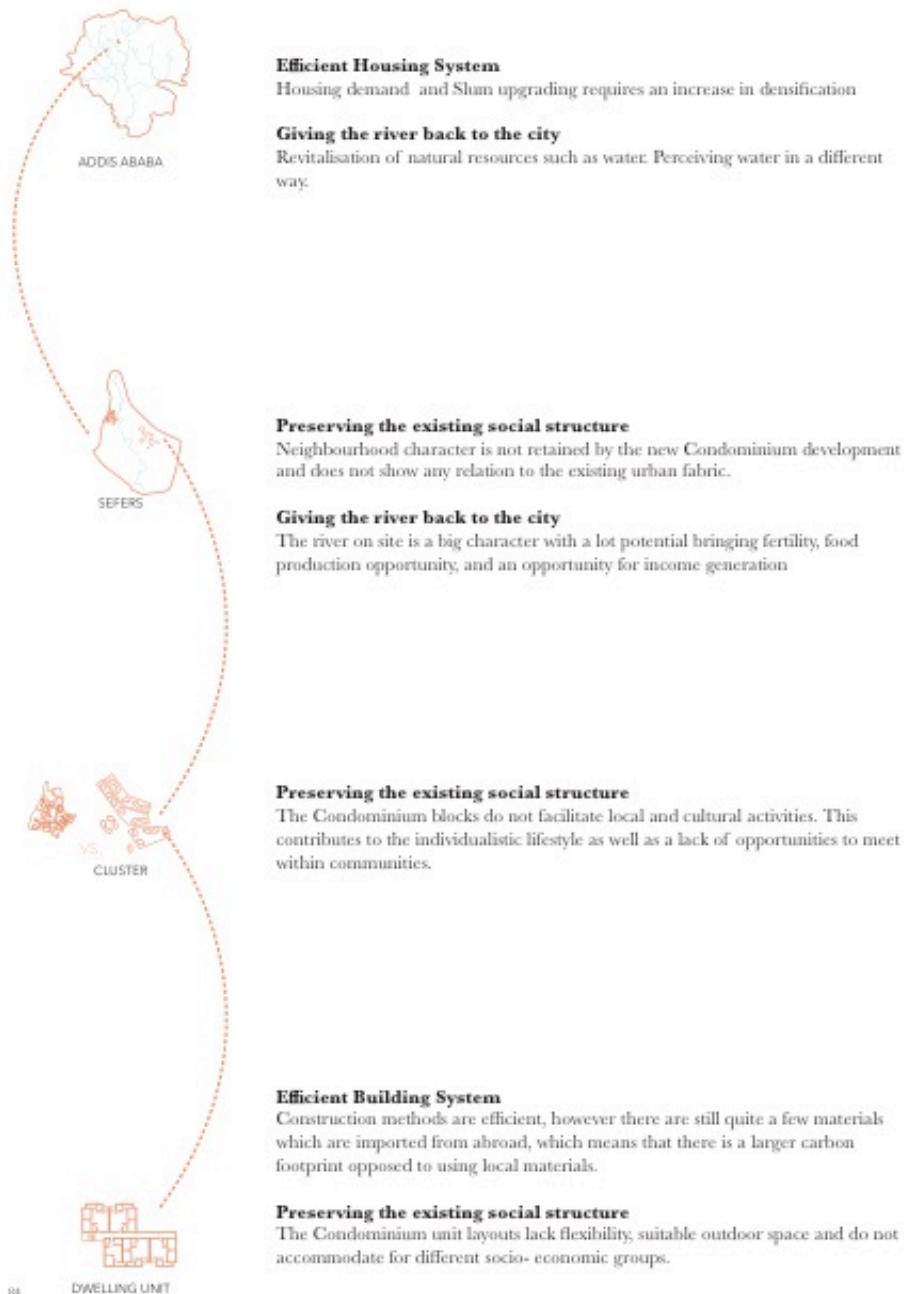 Efficient Housing System
Housing demand and Slum upgrading requires an increase in densification
Giving the river back to the city
Revitalisation of natural resources such as water. Perceiving water in a different
way.
ADDIS ABABA
Preserving the existing social structure
Neighbourhood character is not retained by the new Condominium development
and does not show any relation to the existing urban fabric.
SEFERS
Giving the river back to the city
The river on site is a big character with a lot potential bringing fertility, food
production opportunity, and an opportunity for income generation
Preserving the existing social structure
The Condominium blocks do not facilitate local and cultural activities. This
contributes to the individualistic lifestyle as well as a lack of opportunities to meet
within communities.
VS.
CLUSTER
Efficient Building System
Construction methods are efficient, however there are still quite a few materials
which are imported from abroad, which means that there is a larger carbon
footprint opposed to using local materials.
Preserving the existing social structure
The Condominium unit layouts lack flexibility, suitable outdoor space and do not
accommodate for different socio- economic groups.
DWELLING UNIT
84